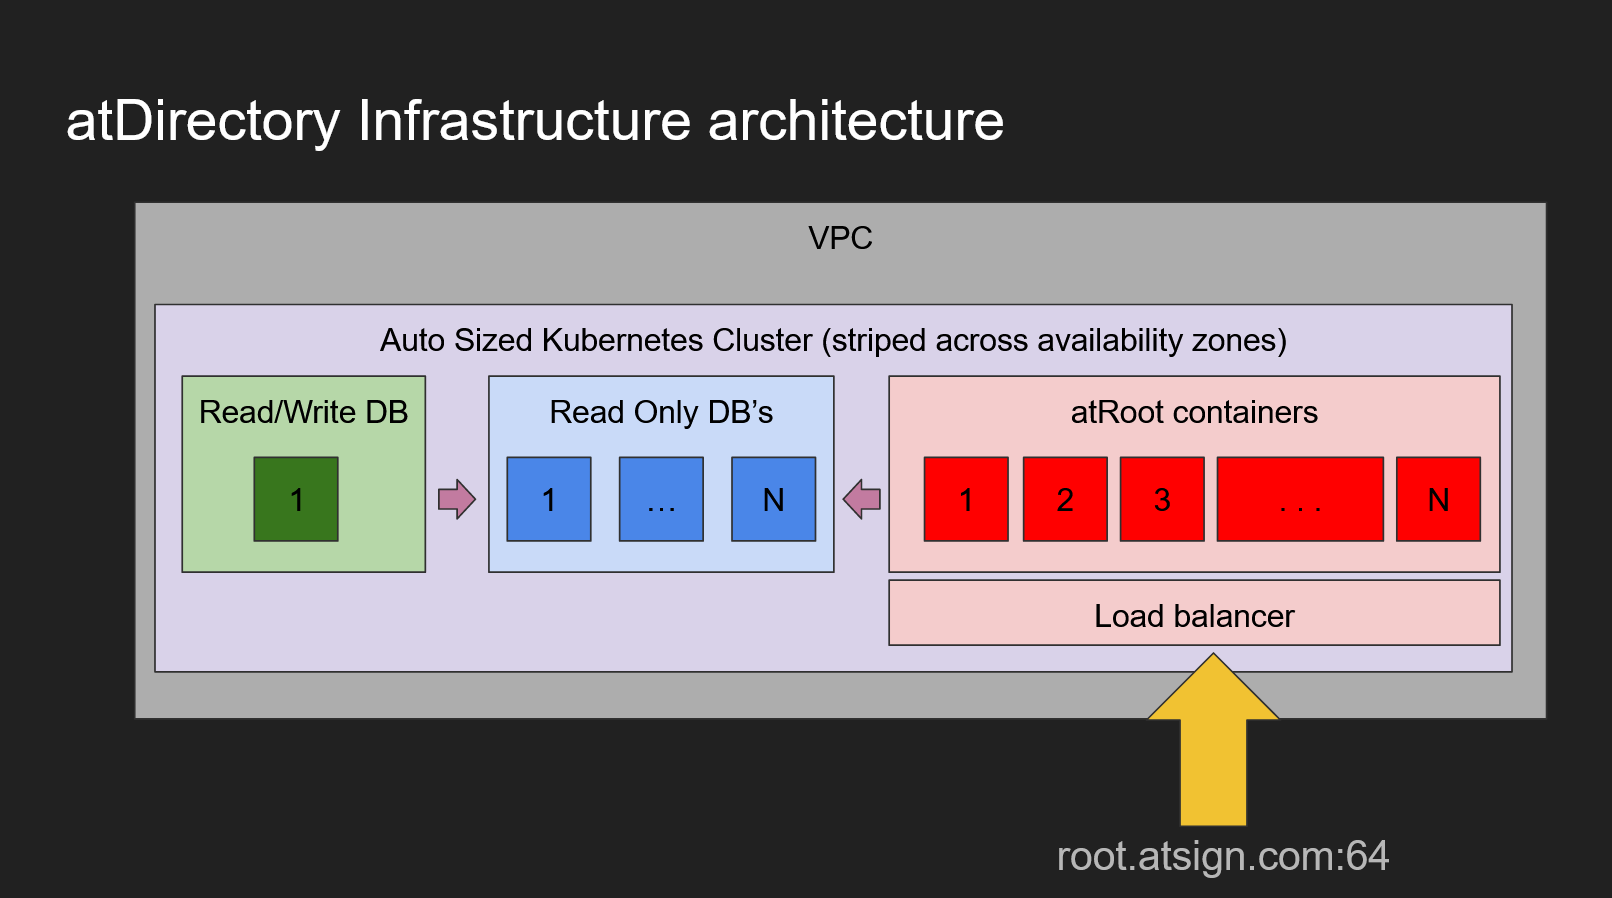 atDirectory Infrastructure architecture
VPC
Auto Sized Kubernetes Cluster (striped across availability zones)
Read/Write DB
1
Read Only DB’s
1 … N
atRoot containers
1 2 3 . . . N
Load balancer
root.atsign.com:64